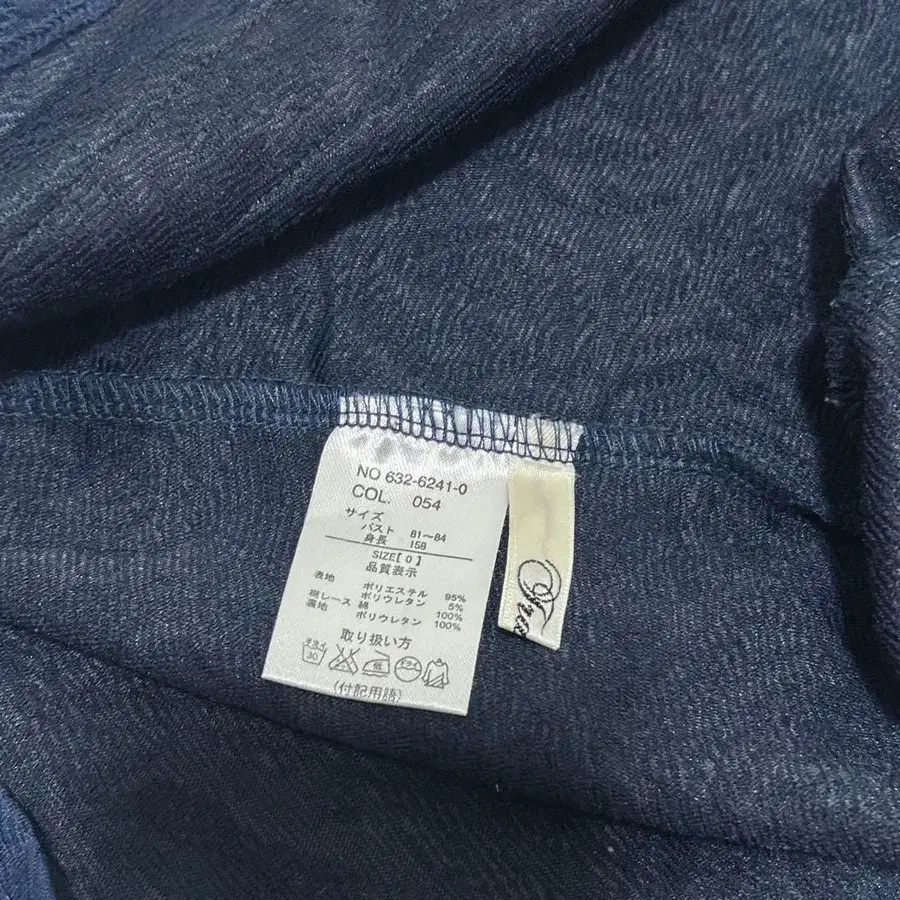 NO 632-6241-0
COL. 054
サイズ
バスト 81〜84
身長 158
SIZE[0]
品質表示
表地 ポリエステル 95%
ポリウレタン 5%
裾レース 綿 100%
裏地 ポリウレタン 100%
取り扱い方
30
ドライ
(付記用語)